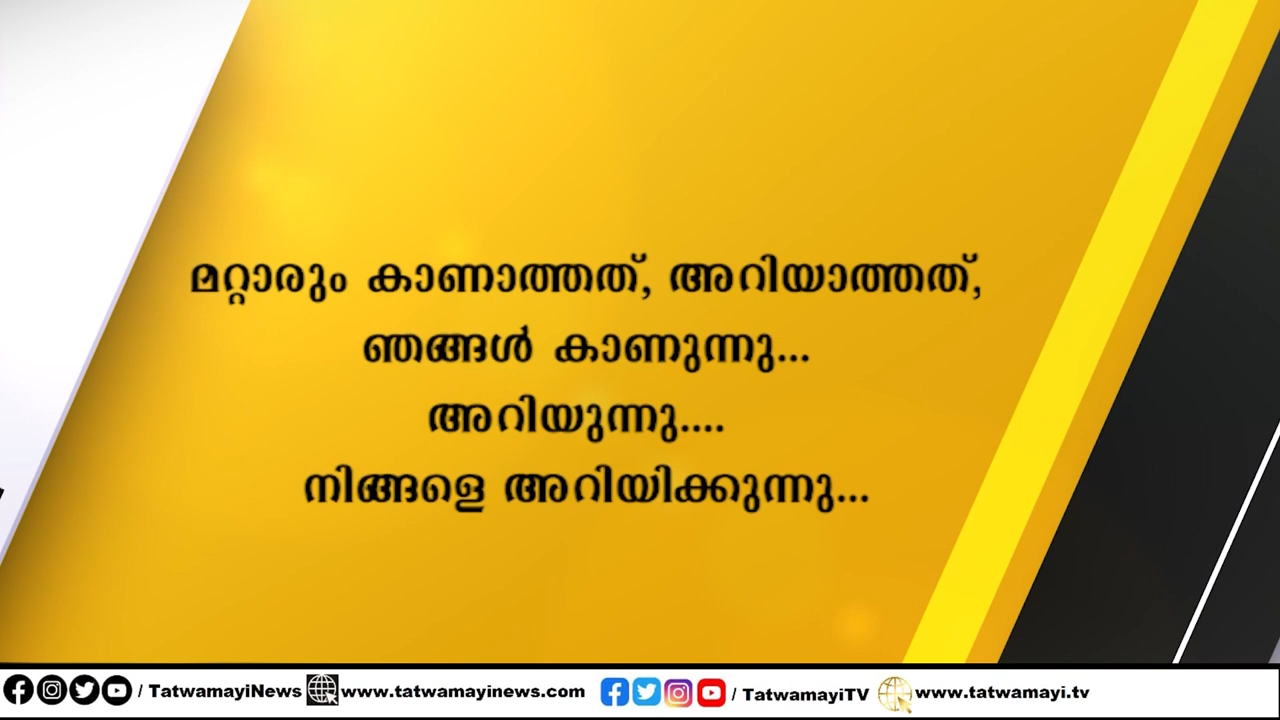 മറ്റാരും കാണാത്തത്, അറിയാത്തത്,
ഞങ്ങൾ കാണുന്നു...
അറിയുന്നു....
നിങ്ങളെ അറിയിക്കുന്നു...
/ TatwamayiNews www.tatwamayinews.com / TatwamayiTV www.tatwamayi.tv